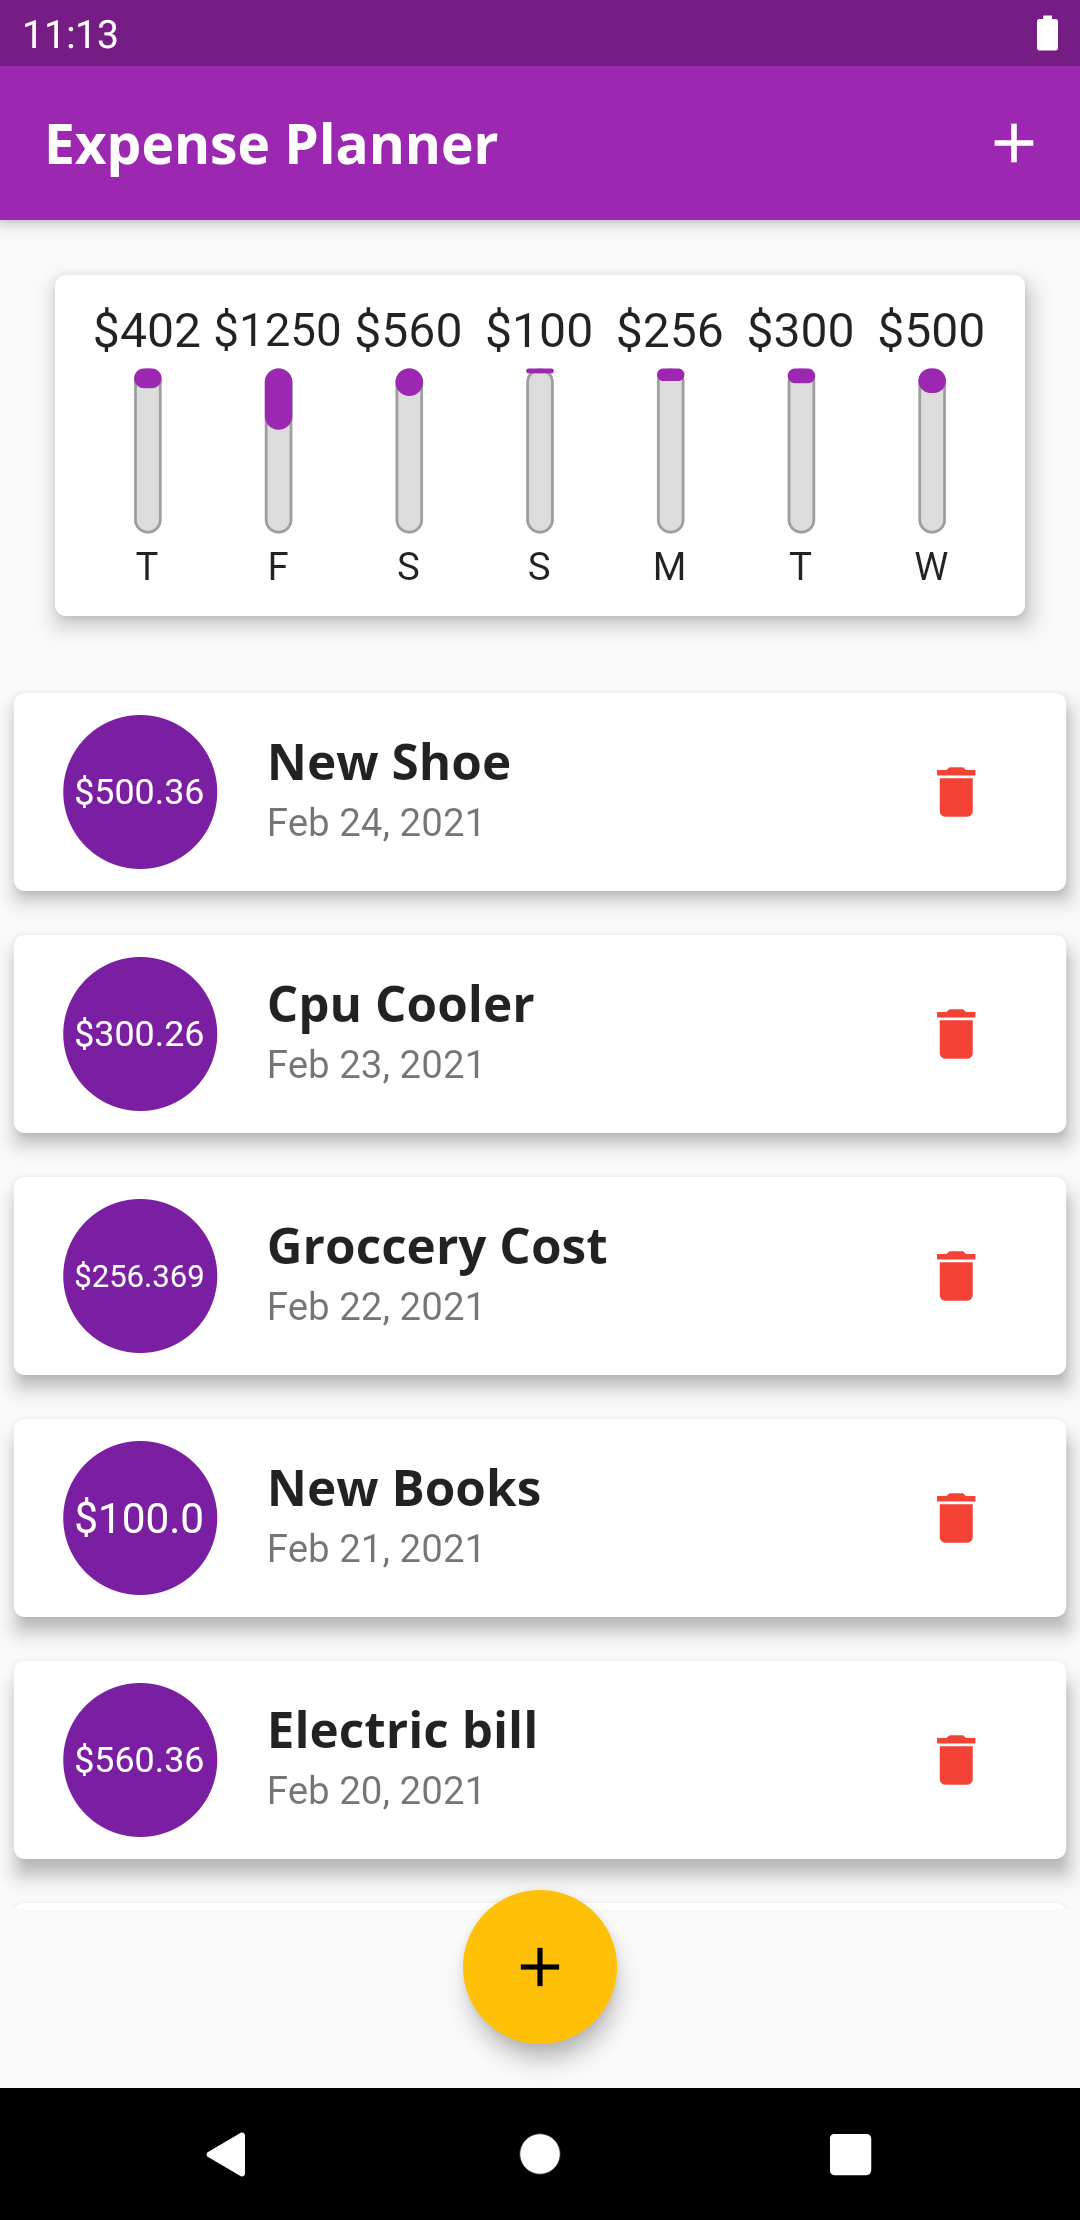 11:13
Expense Planner
$402 $1250 $560 $100 $256 $300 $500
T F S S M T W
$500.36
New Shoe
Feb 24, 2021
$300.26
Cpu Cooler
Feb 23, 2021
$256.369
Groccery Cost
Feb 22, 2021
$100.0
New Books
Feb 21, 2021
$560.36
Electric bill
Feb 20, 2021